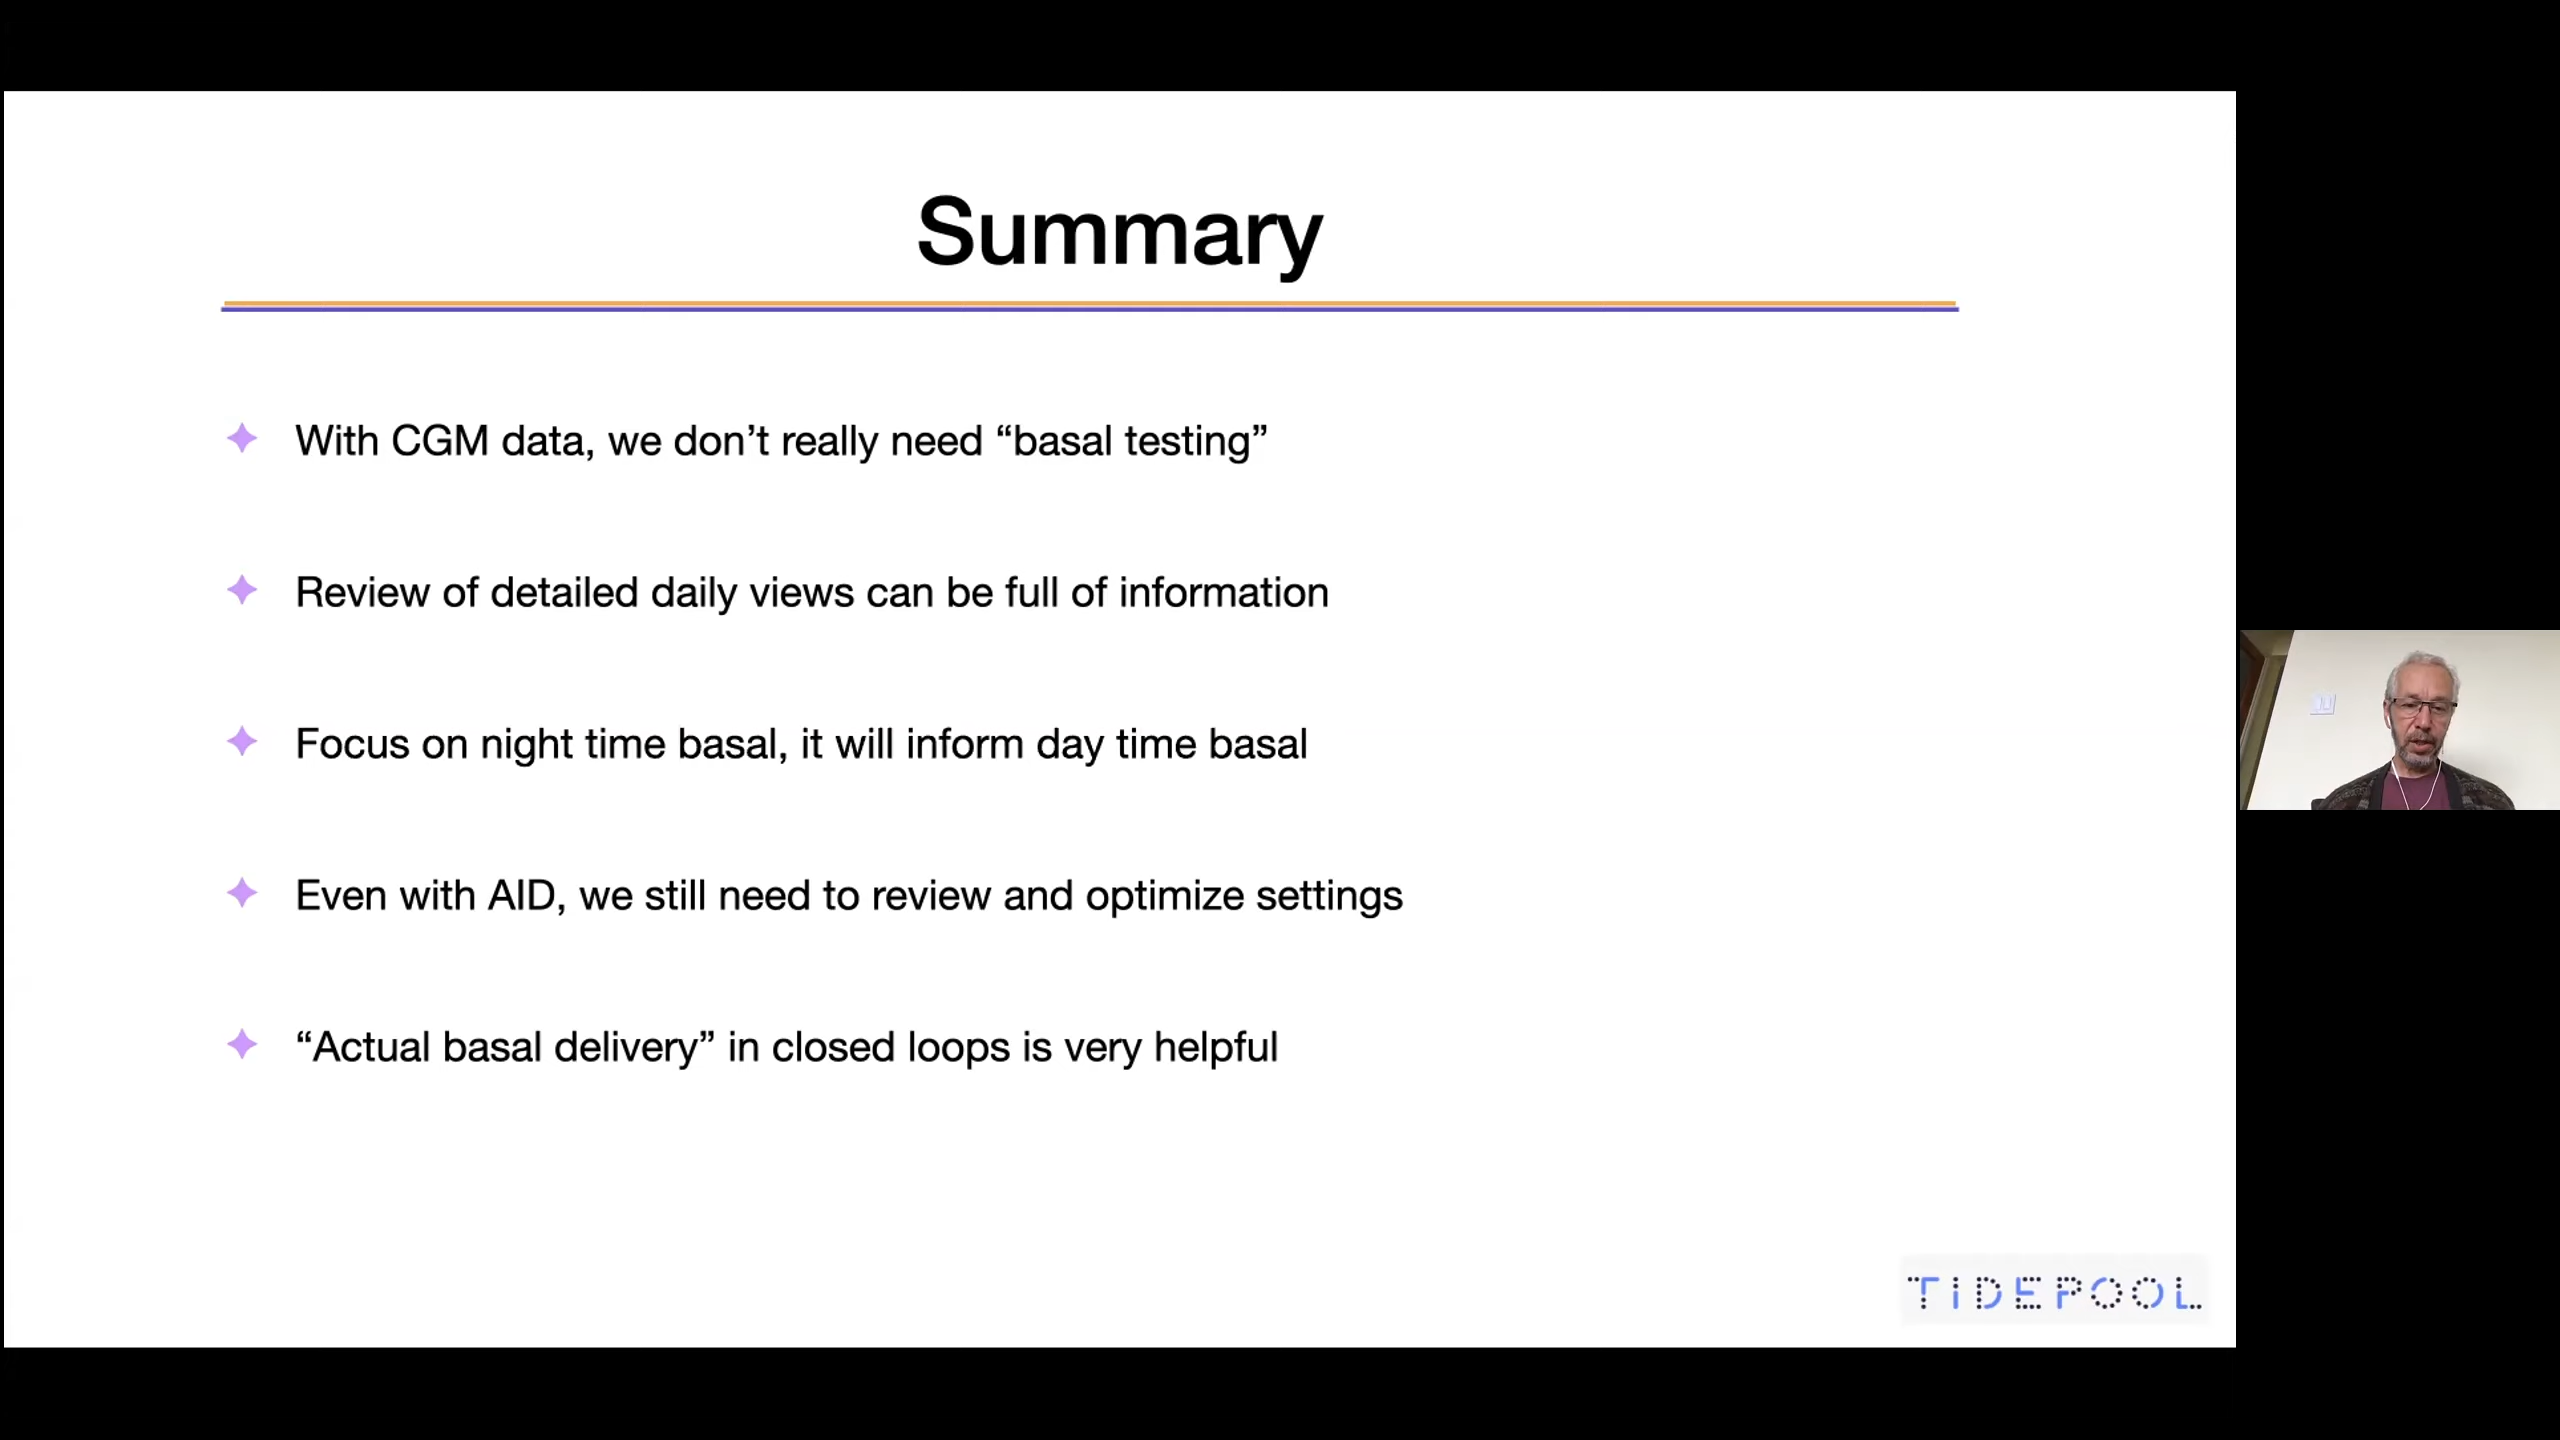 Summary
With CGM data, we don’t really need “basal testing”
Review of detailed daily views can be full of information
Focus on night time basal, it will inform day time basal
Even with AID, we still need to review and optimize settings
“Actual basal delivery” in closed loops is very helpful
TIDEPOOL